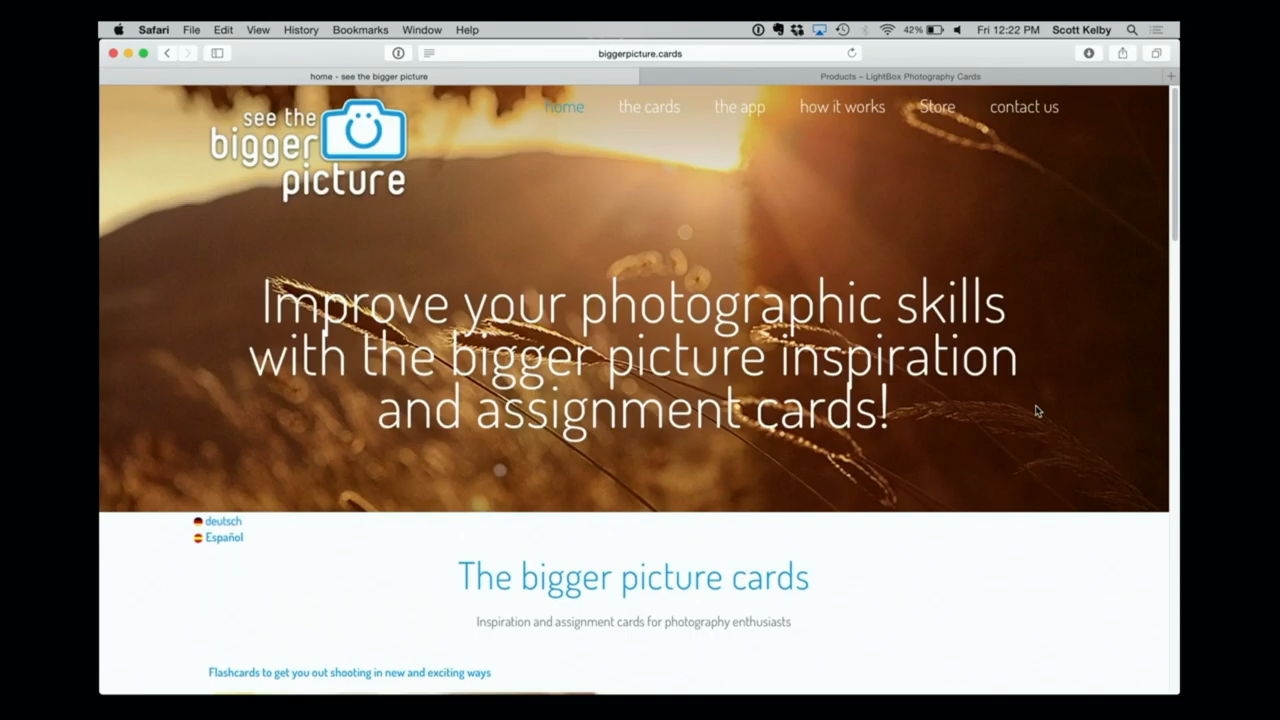 Safari File Edit View History Bookmarks Window Help 42% Fri 12:22 PM Scott Kelby
biggerpicture.cards
home - see the bigger picture Products – LightBox Photography Cards
see the
bigger
picture
home the cards the app how it works Store contact us
Improve your photographic skills
with the bigger picture inspiration
and assignment cards!
deutsch
Español
The bigger picture cards
Inspiration and assignment cards for photography enthusiasts
Flashcards to get you out shooting in new and exciting ways